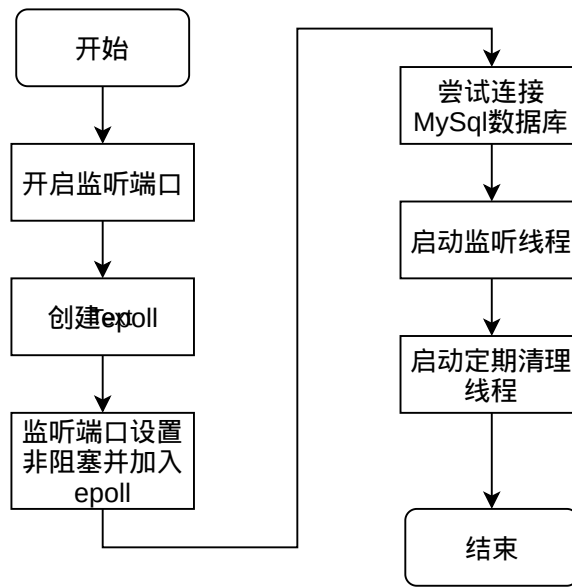 开始
开启监听端口
创建epoll
Text
监听端口设置
非阻塞并加入
epoll
尝试连接
MySql数据库
启动监听线程
启动定期清理
线程
结束